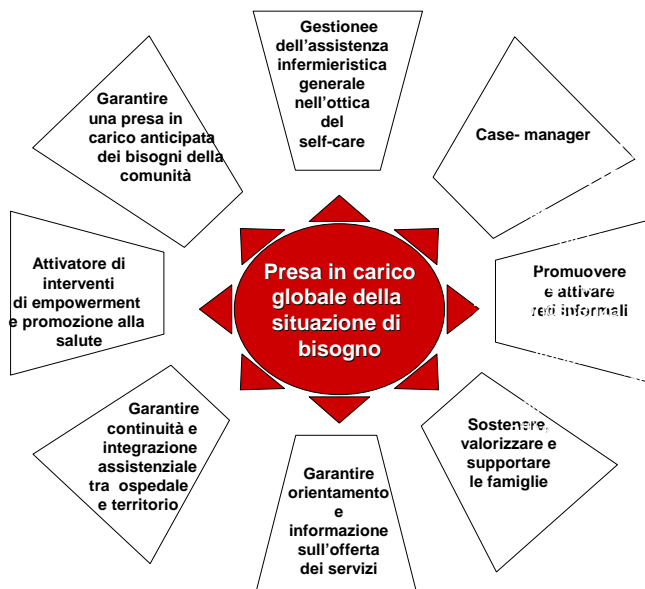 Gestionee
dell'assistenza
infermieristica
generale
nell'ottica
del
self-care
Case- manager
Promuovere
e attivare
reti informali
Sostenere,
valorizzare e
supportare
le famiglie
Garantire
orientamento
e
informazione
sull'offerta
dei servizi
Garantire
continuità e
integrazione
assistenziale
tra ospedale
e territorio
Attivatore di
interventi
di empowerment
e promozione alla
salute
Garantire
una presa in
carico anticipata
dei bisogni della
comunità
Presa in carico
globale della
situazione di
bisogno